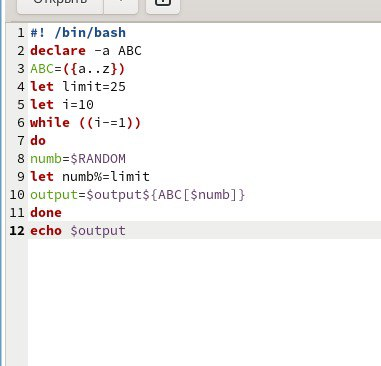 Открыть
1 #! /bin/bash
2 declare -a ABC
3 ABC=({a..z})
4 let limit=25
5 let i=10
6 while ((i-=1))
7 do
8 numb=$RANDOM
9 let numb%=limit
10 output=$output${ABC[$numb]}
11 done
12 echo $output